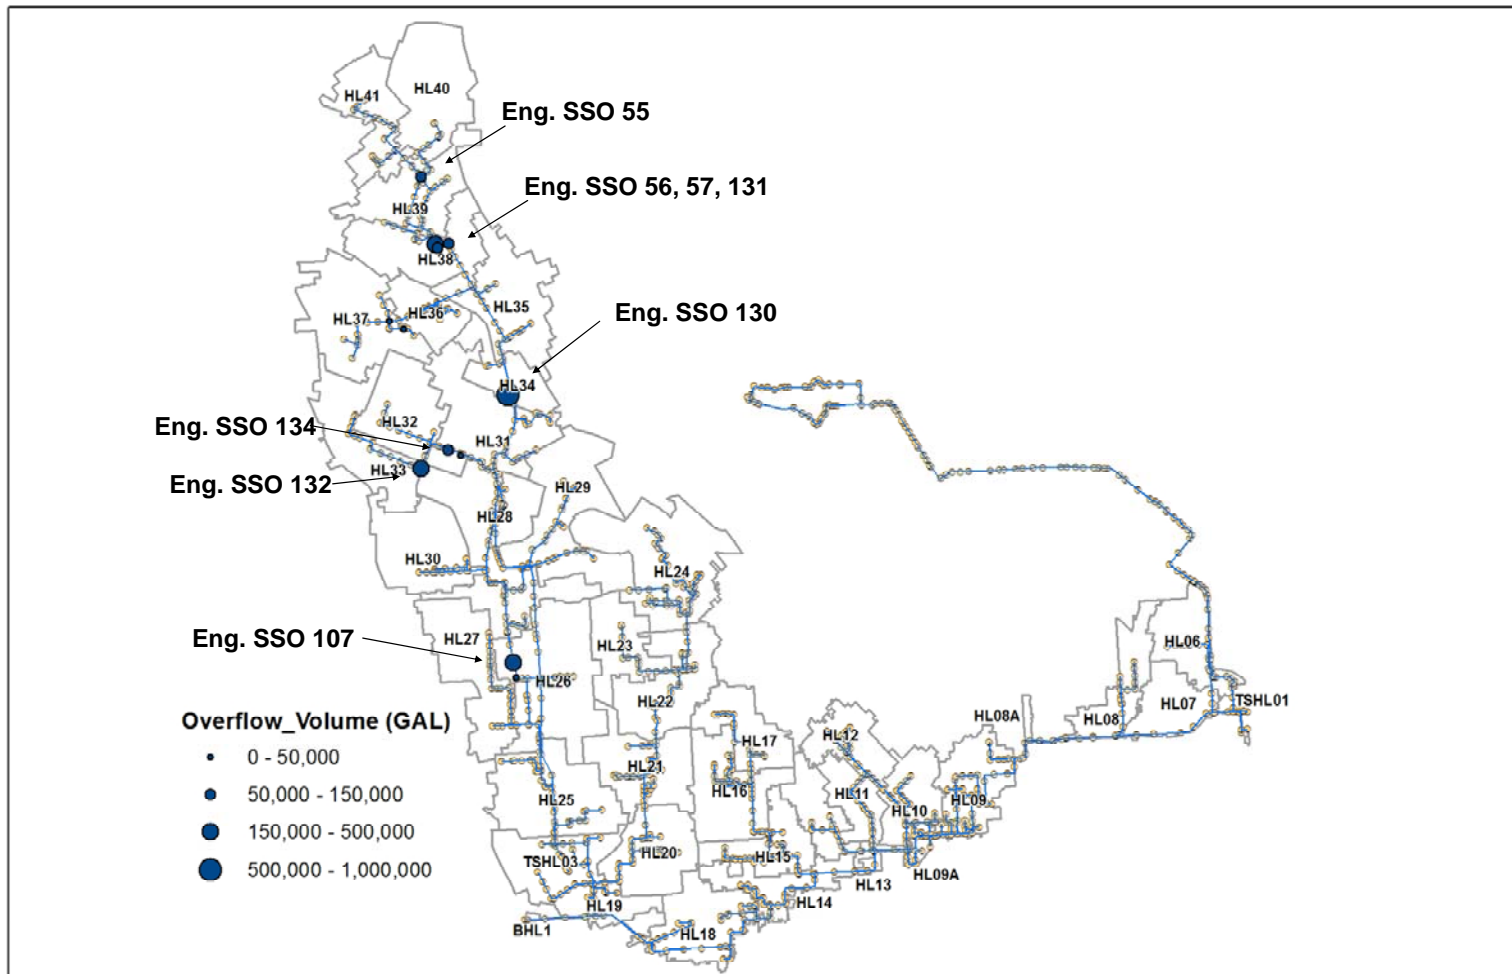 HL41
HL40
Eng. SSO 55
Eng. SSO 56, 57, 131
HL39
HL38
HL37
HL36
HL35
Eng. SSO 130
HL34
HL32
Eng. SSO 134
HL31
HL33
Eng. SSO 132
HL29
HL28
HL30
HL24
HL27
Eng. SSO 107
HL23
HL06
HL26
HL22
HL07
TSHL01
HL08
HL08A
Overflow_Volume (GAL)
0 - 50,000
50,000 - 150,000
150,000 - 500,000
500,000 - 1,000,000
HL12
HL17
HL21
HL16
HL11
HL25
HL10
HL09
TSHL03
HL20
HL15
HL13
HL09A
HL19
HL14
BHL1
HL18